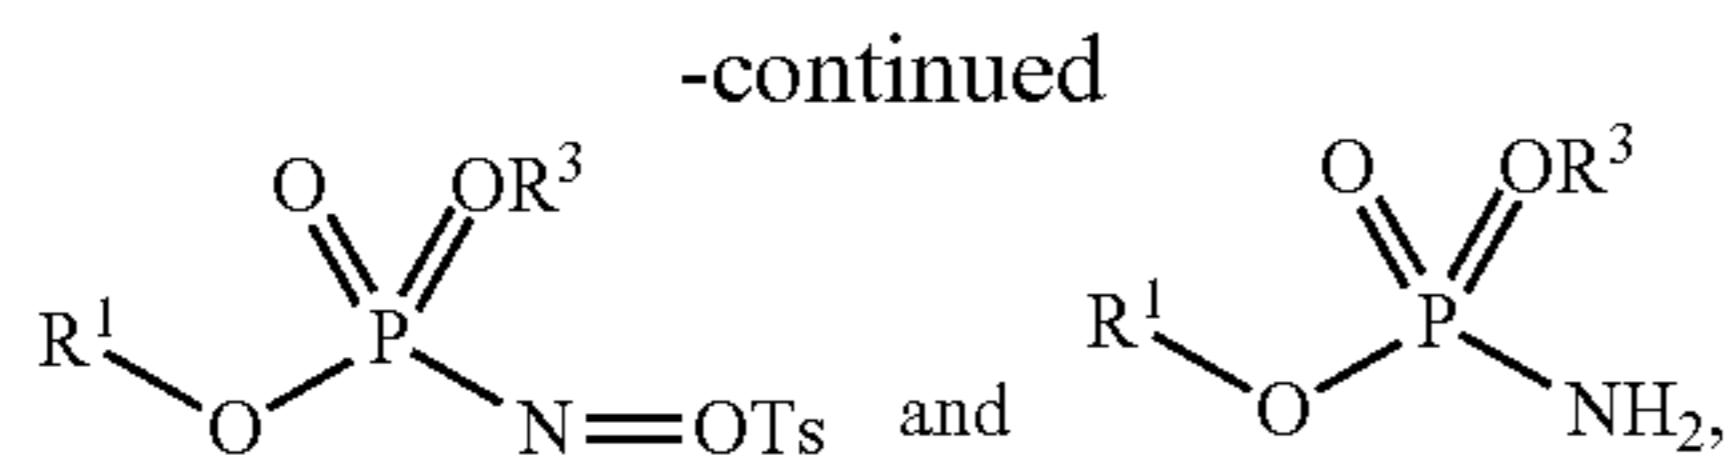 -continued
O OR³ O OR³
R¹ P R¹ P
O N OTs and O NH₂,